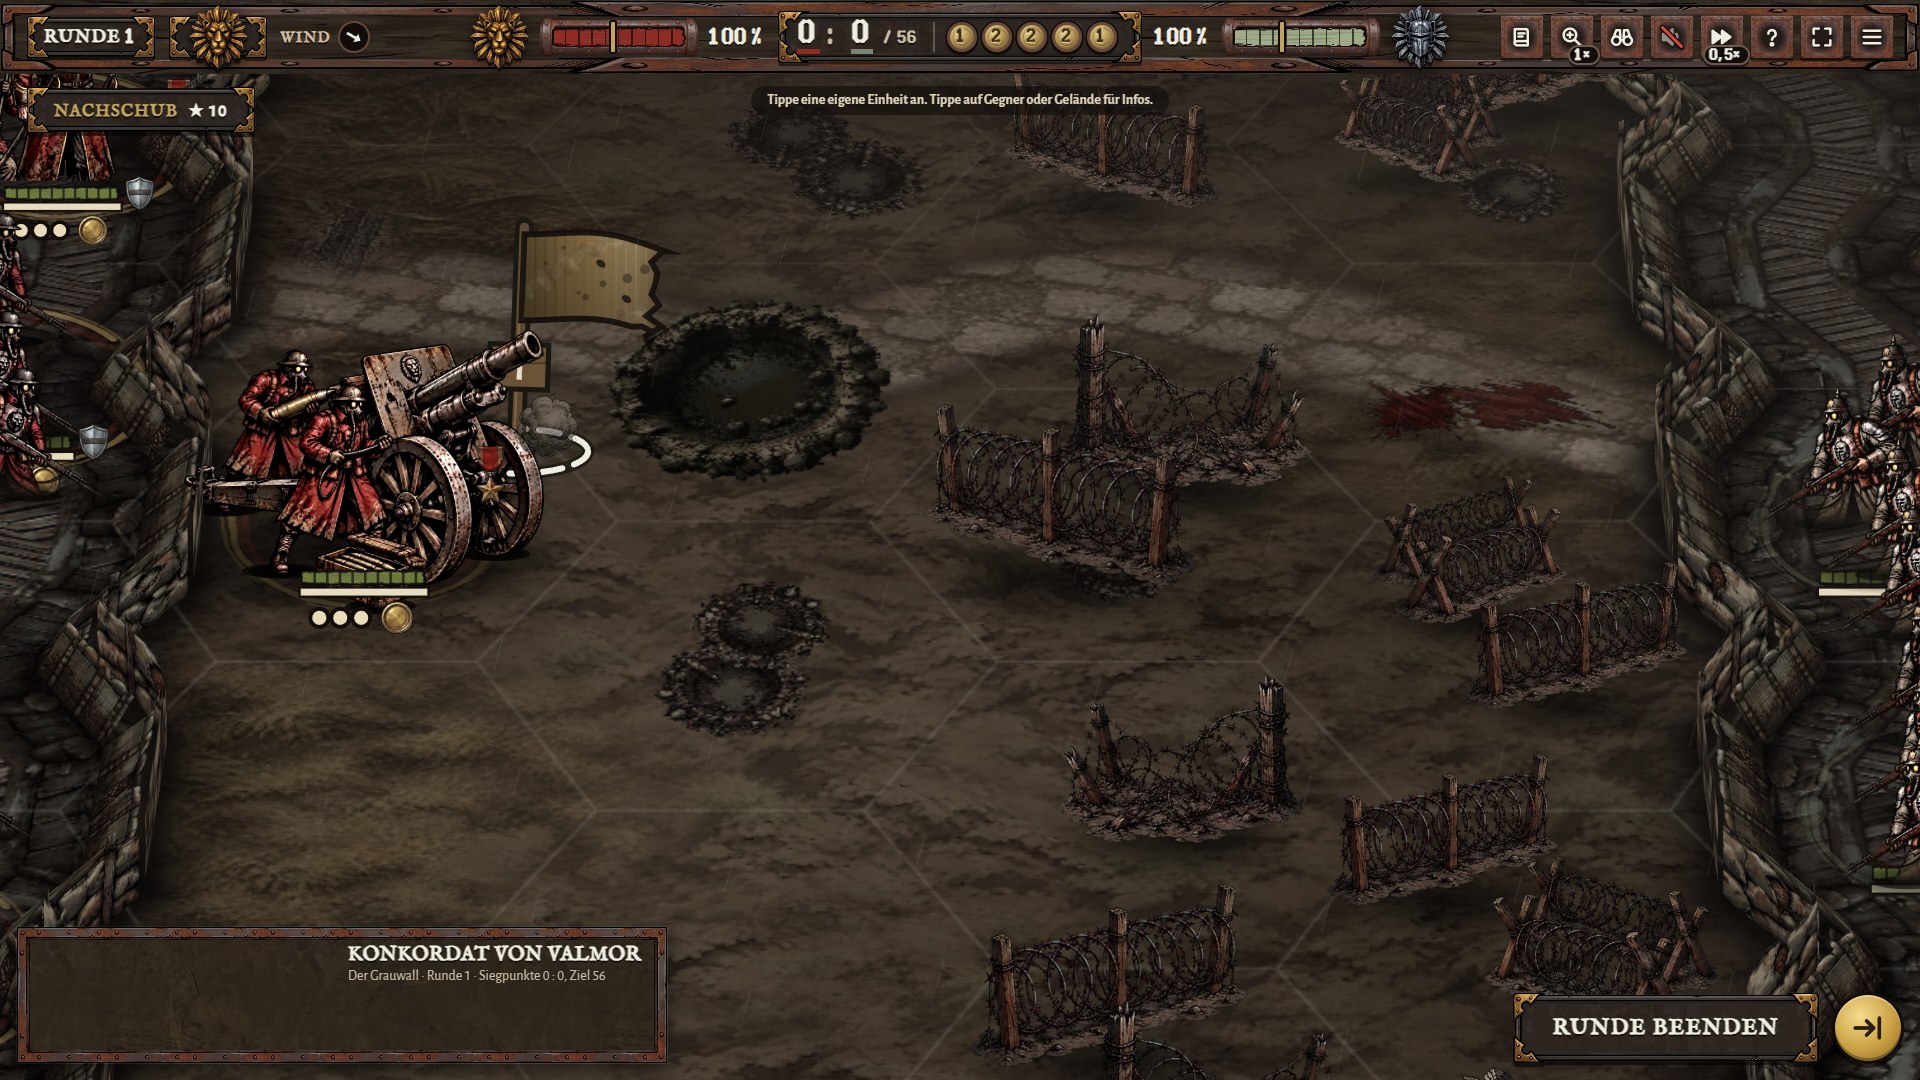 RUNDE 1
WIND
100 %
0 : 0 / 56
1 2 2 2 1
100 %
1×
0,5×
?
NACHSCHUB ★ 10
Tippe eine eigene Einheit an. Tippe auf Gegner oder Gelände für Infos.
KONKORDAT VON VALMOR
Der Grauwall · Runde 1 · Siegpunkte 0 : 0, Ziel 56
RUNDE BEENDEN